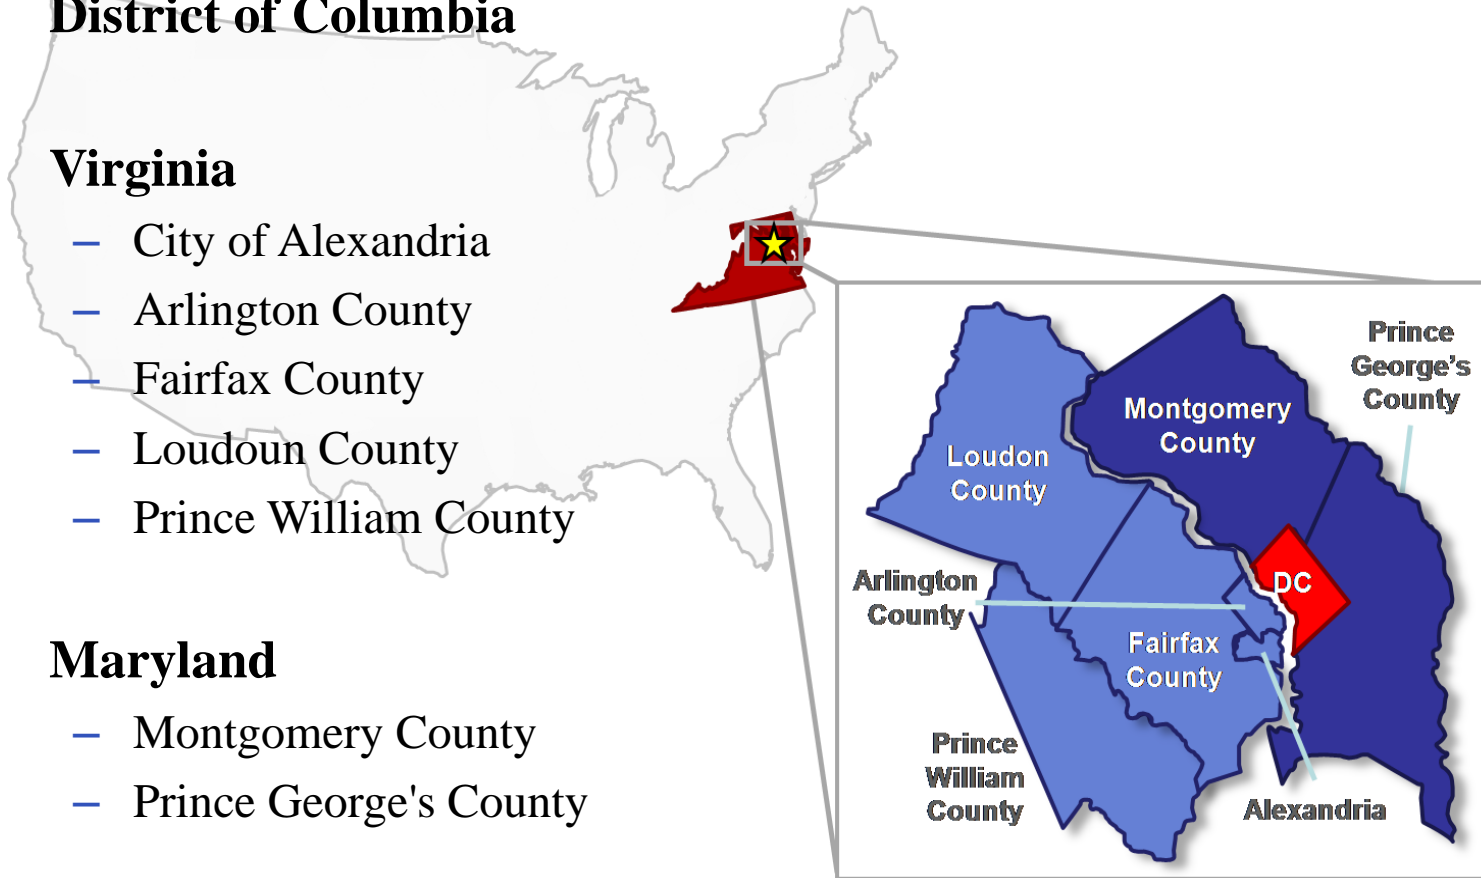 District of Columbia
Virginia
– City of Alexandria
– Arlington County
– Fairfax County
– Loudoun County
– Prince William County
Maryland
– Montgomery County
– Prince George's County
Prince
George’s
County
Montgomery
County
Loudon
County
DC
Arlington
County
Fairfax
County
Prince
William
County
Alexandria